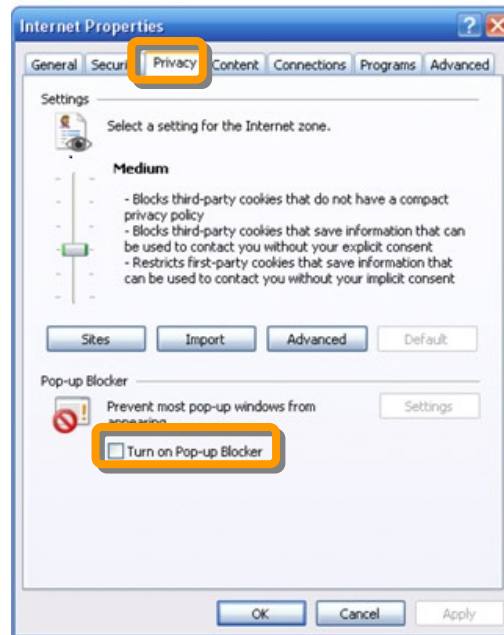 Internet Properties
General Securi Privacy Content Connections Programs Advanced
Settings
Select a setting for the Internet zone.
Medium
- Blocks third-party cookies that do not have a compact
privacy policy
- Blocks third-party cookies that save information that can
be used to contact you without your explicit consent
- Restricts first-party cookies that save information that
can be used to contact you without your implicit consent
Sites Import Advanced Default
Pop-up Blocker
Prevent most pop-up windows from
appearing.
Settings
Turn on Pop-up Blocker
OK Cancel Apply